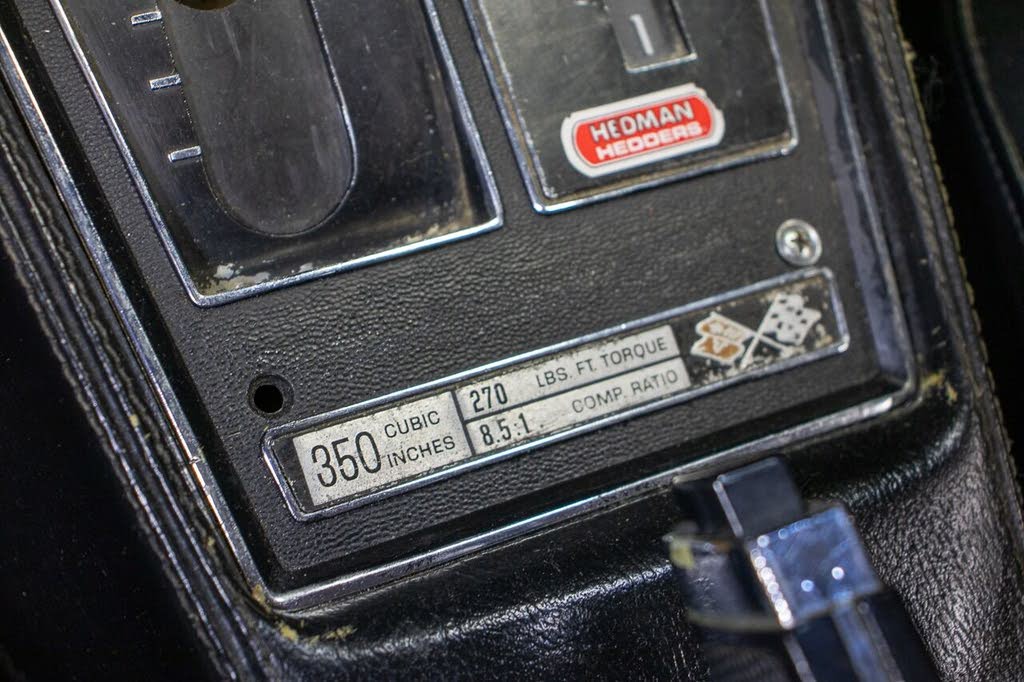 1
HEDMAN
HEDDERS
350 CUBIC INCHES
270 LBS. FT. TORQUE
8.5:1 COMP. RATIO